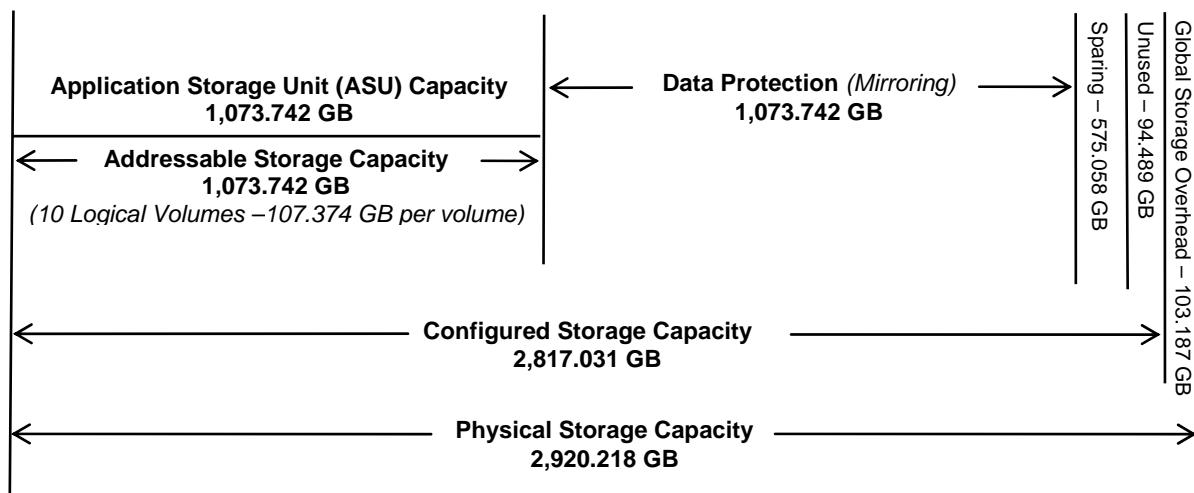 Application Storage Unit (ASU) Capacity
1,073.742 GB
Addressable Storage Capacity
1,073.742 GB
(10 Logical Volumes –107.374 GB per volume)
Data Protection (Mirroring)
1,073.742 GB
Sparing – 575.058 GB
Unused – 94.489 GB
Global Storage Overhead – 103.187 GB
Configured Storage Capacity
2,817.031 GB
Physical Storage Capacity
2,920.218 GB